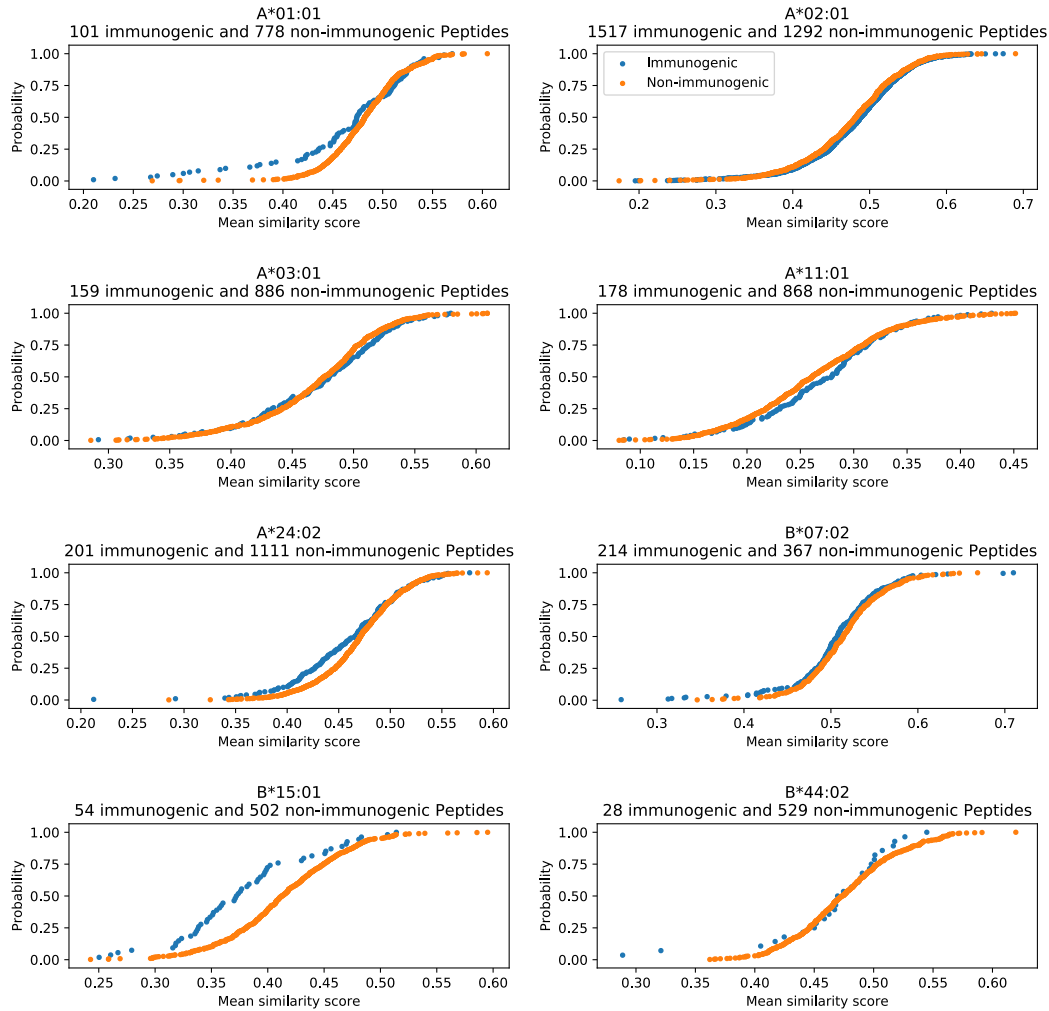 A*01:01
101 immunogenic and 778 non-immunogenic Peptides
1.00
0.75
0.50
0.25
0.00
Probability
0.20 0.25 0.30 0.35 0.40 0.45 0.50 0.55 0.60
Mean similarity score
A*02:01
1517 immunogenic and 1292 non-immunogenic Peptides
Immunogenic
Non-immunogenic
1.00
0.75
0.50
0.25
0.00
Probability
0.2 0.3 0.4 0.5 0.6 0.7
Mean similarity score
A*03:01
159 immunogenic and 886 non-immunogenic Peptides
1.00
0.75
0.50
0.25
0.00
Probability
0.30 0.35 0.40 0.45 0.50 0.55 0.60
Mean similarity score
A*11:01
178 immunogenic and 868 non-immunogenic Peptides
1.00
0.75
0.50
0.25
0.00
Probability
0.10 0.15 0.20 0.25 0.30 0.35 0.40 0.45
Mean similarity score
A*24:02
201 immunogenic and 1111 non-immunogenic Peptides
1.00
0.75
0.50
0.25
0.00
Probability
0.20 0.25 0.30 0.35 0.40 0.45 0.50 0.55 0.60
Mean similarity score
B*07:02
214 immunogenic and 367 non-immunogenic Peptides
1.00
0.75
0.50
0.25
0.00
Probability
0.3 0.4 0.5 0.6 0.7
Mean similarity score
B*15:01
54 immunogenic and 502 non-immunogenic Peptides
1.00
0.75
0.50
0.25
0.00
Probability
0.25 0.30 0.35 0.40 0.45 0.50 0.55 0.60
Mean similarity score
B*44:02
28 immunogenic and 529 non-immunogenic Peptides
1.00
0.75
0.50
0.25
0.00
Probability
0.30 0.35 0.40 0.45 0.50 0.55 0.60
Mean similarity score